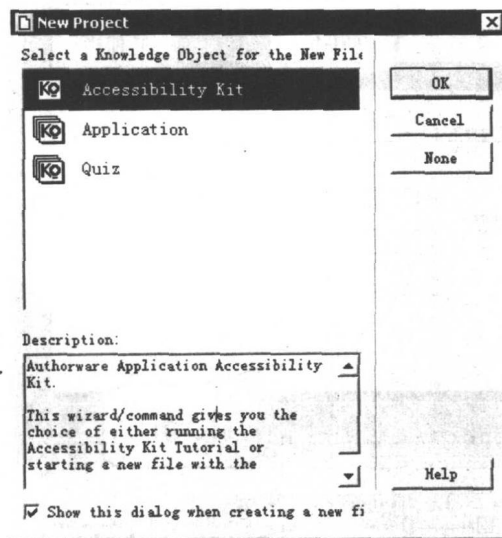 New Project
Select a Knowledge Object for the New File
Accessibility Kit
Application
Quiz
OK
Cancel
None
Description:
Authorware Application Accessibility
Kit.
This wizard/command gives you the
choice of either running the
Accessibility Kit Tutorial or
starting a new file with the
Help
Show this dialog when creating a new fi